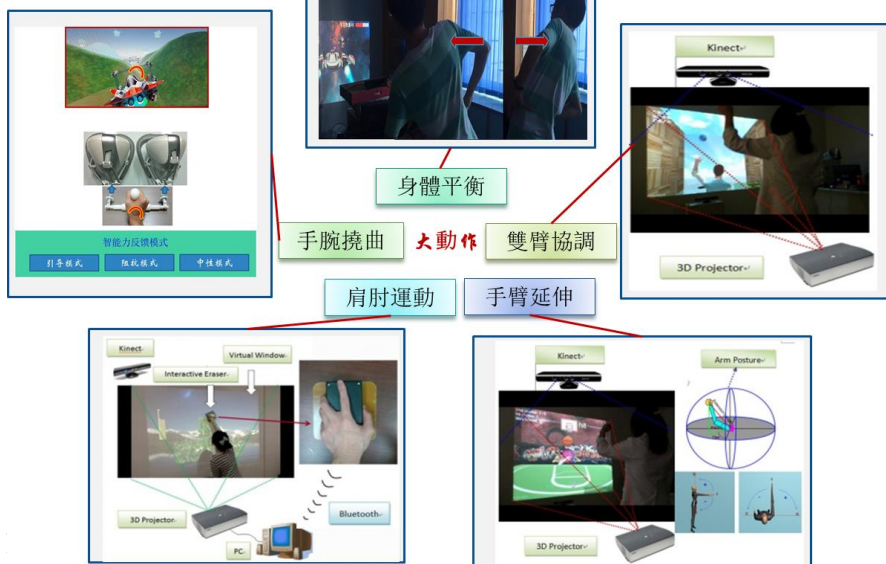 身體平衡
手腕撓曲
大動作
雙臂協調
肩肘運動
手臂延伸
智能力反馈模式
引导模式
阻抗模式
中性模式
Kinect
3D Projector
Kinect
Virtual Window
Interactive Eraser
3D Projector
PC
Bluetooth
Kinect
Arm Posture
hit
3D Projector